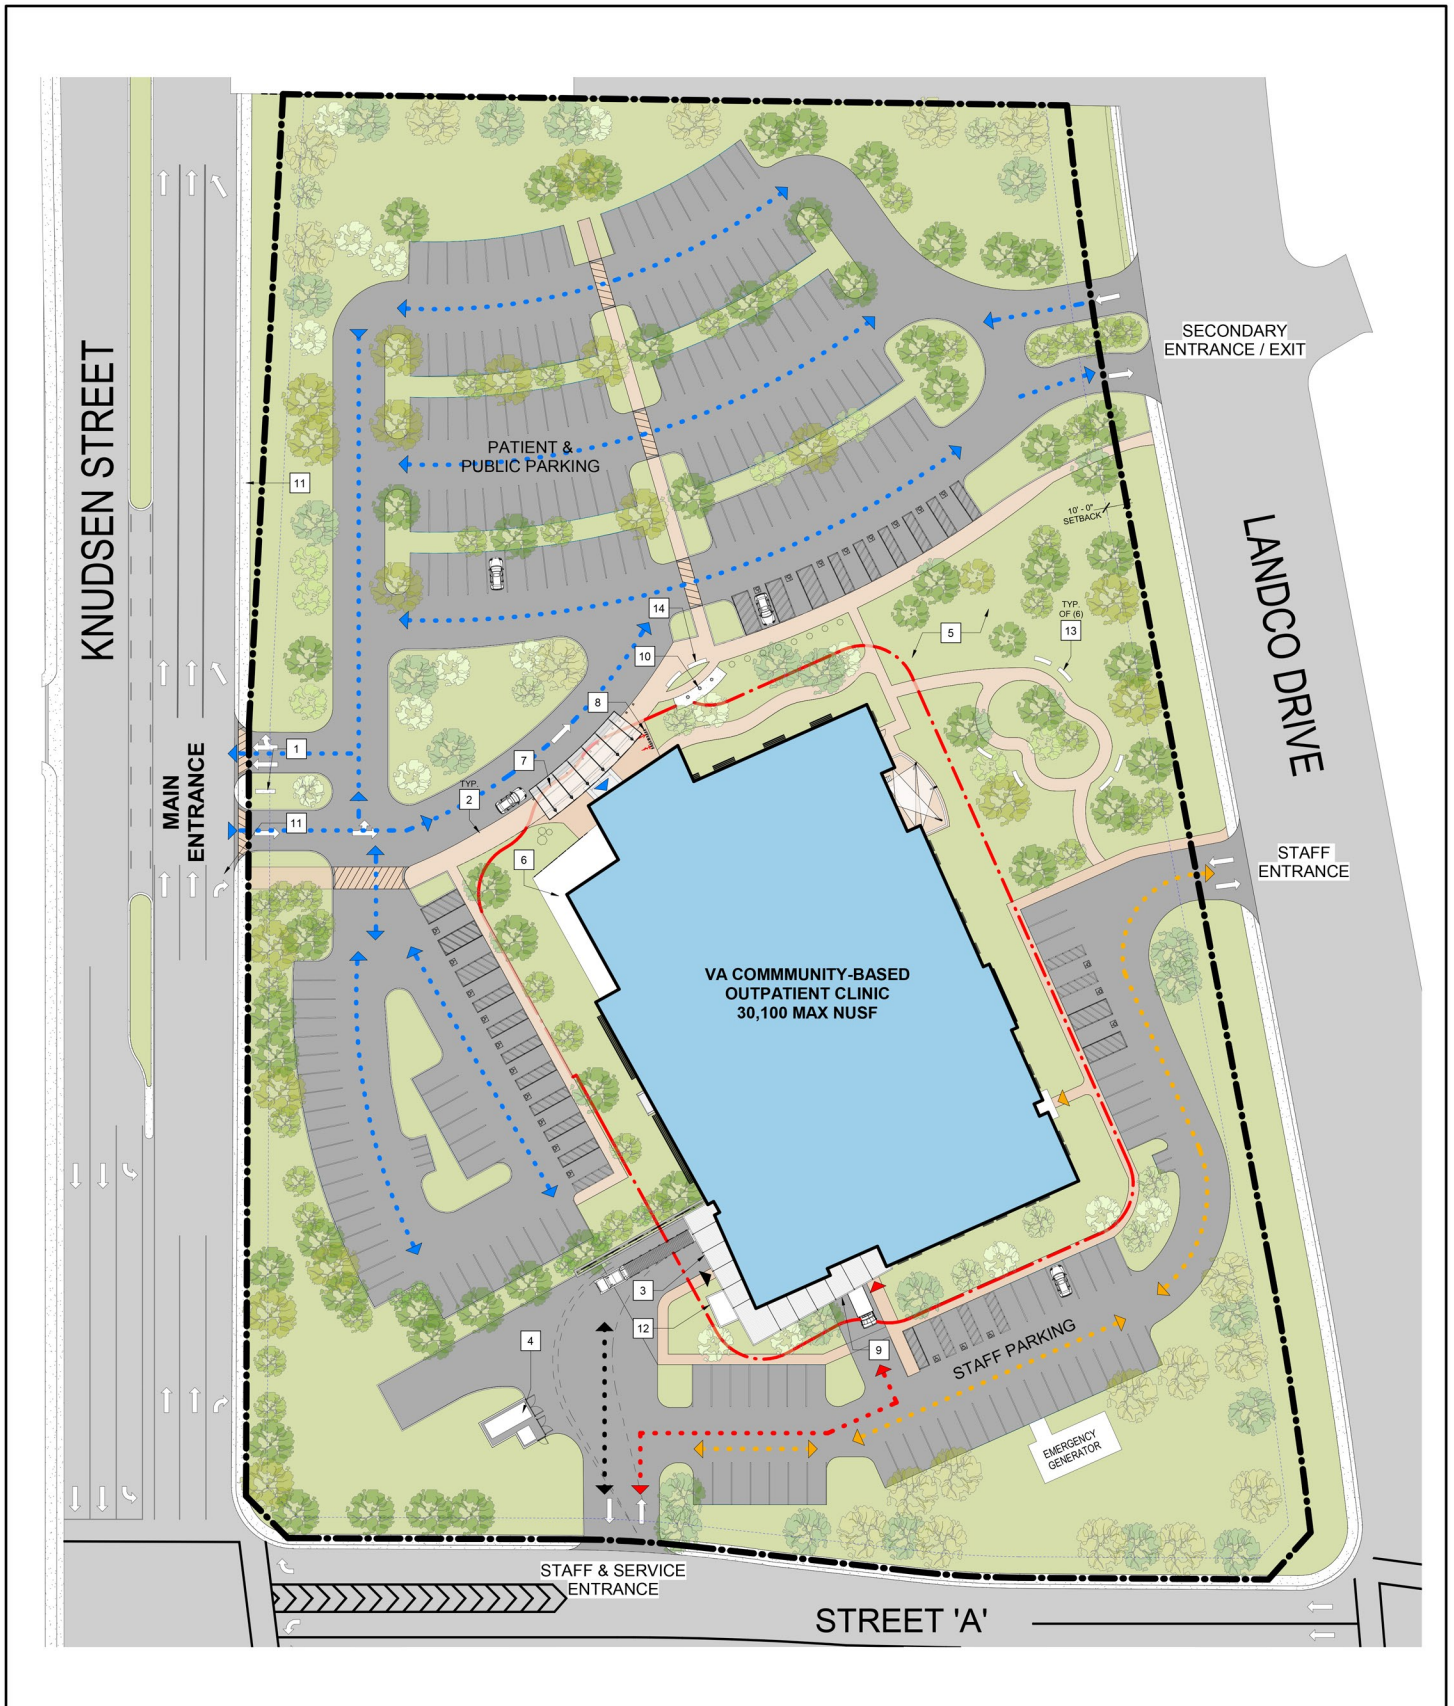 SECONDARY
ENTRANCE / EXIT
KNUDSEN STREET
PATIENT &
PUBLIC PARKING
11
10' - 0"
SETBACK
LANDCO DRIVE
14
TYP.
OF (6)
13
5
10
8
1
7
TYP.
2
MAIN
ENTRANCE
11
6
STAFF
ENTRANCE
VA COMMMUNITY-BASED
OUTPATIENT CLINIC
30,100 MAX NUSF
3
12
4
9
STAFF PARKING
EMERGENCY
GENERATOR
STAFF & SERVICE
ENTRANCE
STREET 'A'